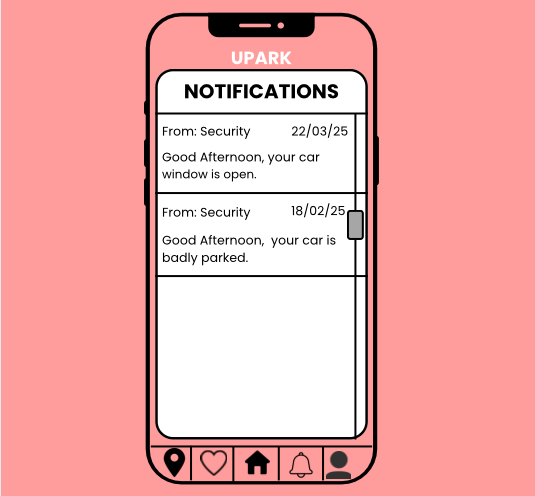 UPARK
NOTIFICATIONS
From: Security 22/03/25
Good Afternoon, your car
window is open.
From: Security 18/02/25
Good Afternoon, your car is
badly parked.